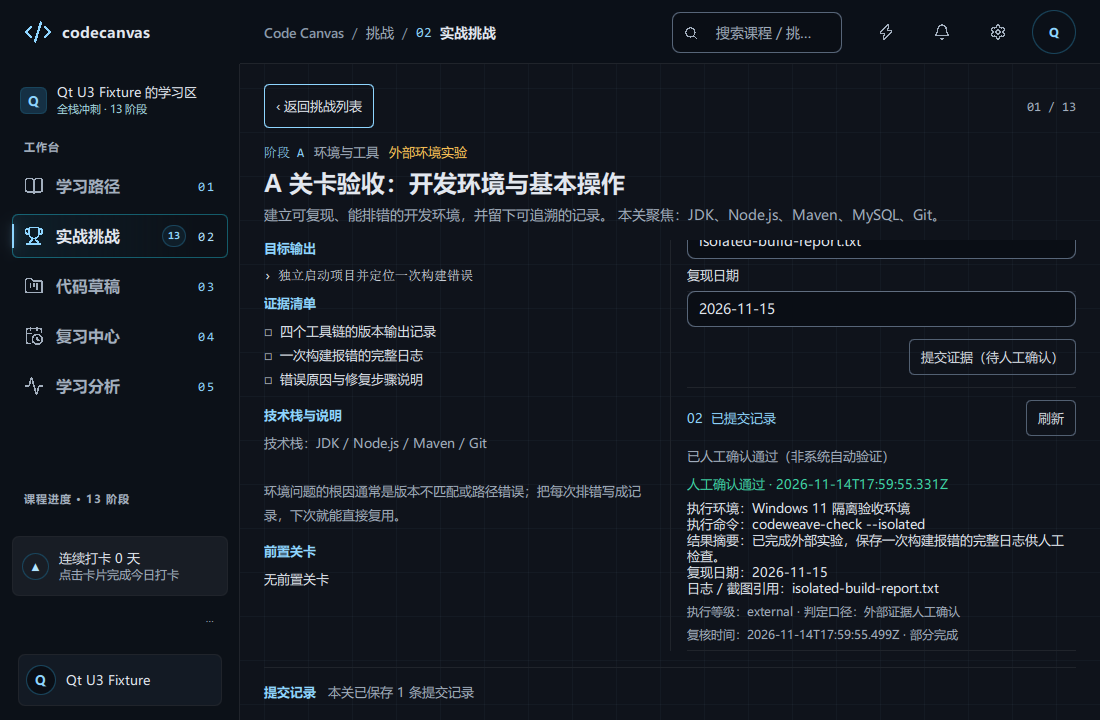 codecanvas
Code Canvas / 挑战 / 02 实战挑战
搜索课程 / 挑...
Q
Q
Qt U3 Fixture 的学习区
全栈冲刺 · 13 阶段
工作台
学习路径 01
实战挑战 13 02
代码草稿 03
复习中心 04
学习分析 05
课程进度 · 13 阶段
▲
连续打卡 0 天
点击卡片完成今日打卡
...
Q
Qt U3 Fixture
‹ 返回挑战列表
01 / 13
阶段 A 环境与工具 外部环境实验
A 关卡验收：开发环境与基本操作
建立可复现、能排错的开发环境，并留下可追溯的记录。 本关聚焦：JDK、Node.js、Maven、MySQL、Git。
目标输出
› 独立启动项目并定位一次构建错误
证据清单
四个工具链的版本输出记录
一次构建报错的完整日志
错误原因与修复步骤说明
技术栈与说明
技术栈：JDK / Node.js / Maven / Git
环境问题的根因通常是版本不匹配或路径错误；把每次排错写成记
录，下次就能直接复用。
前置关卡
无前置关卡
isolated-build-report.txt
复现日期
2026-11-15
提交证据（待人工确认）
02 已提交记录
刷新
已人工确认通过（非系统自动验证）
人工确认通过 · 2026-11-14T17:59:55.331Z
执行环境：Windows 11 隔离验收环境
执行命令：codeweave-check --isolated
结果摘要：已完成外部实验，保存一次构建报错的完整日志供人工
检查。
复现日期：2026-11-15
日志 / 截图引用：isolated-build-report.txt
执行等级：external · 判定口径：外部证据人工确认
复核时间：2026-11-14T17:59:55.499Z · 部分完成
提交记录 本关已保存 1 条提交记录